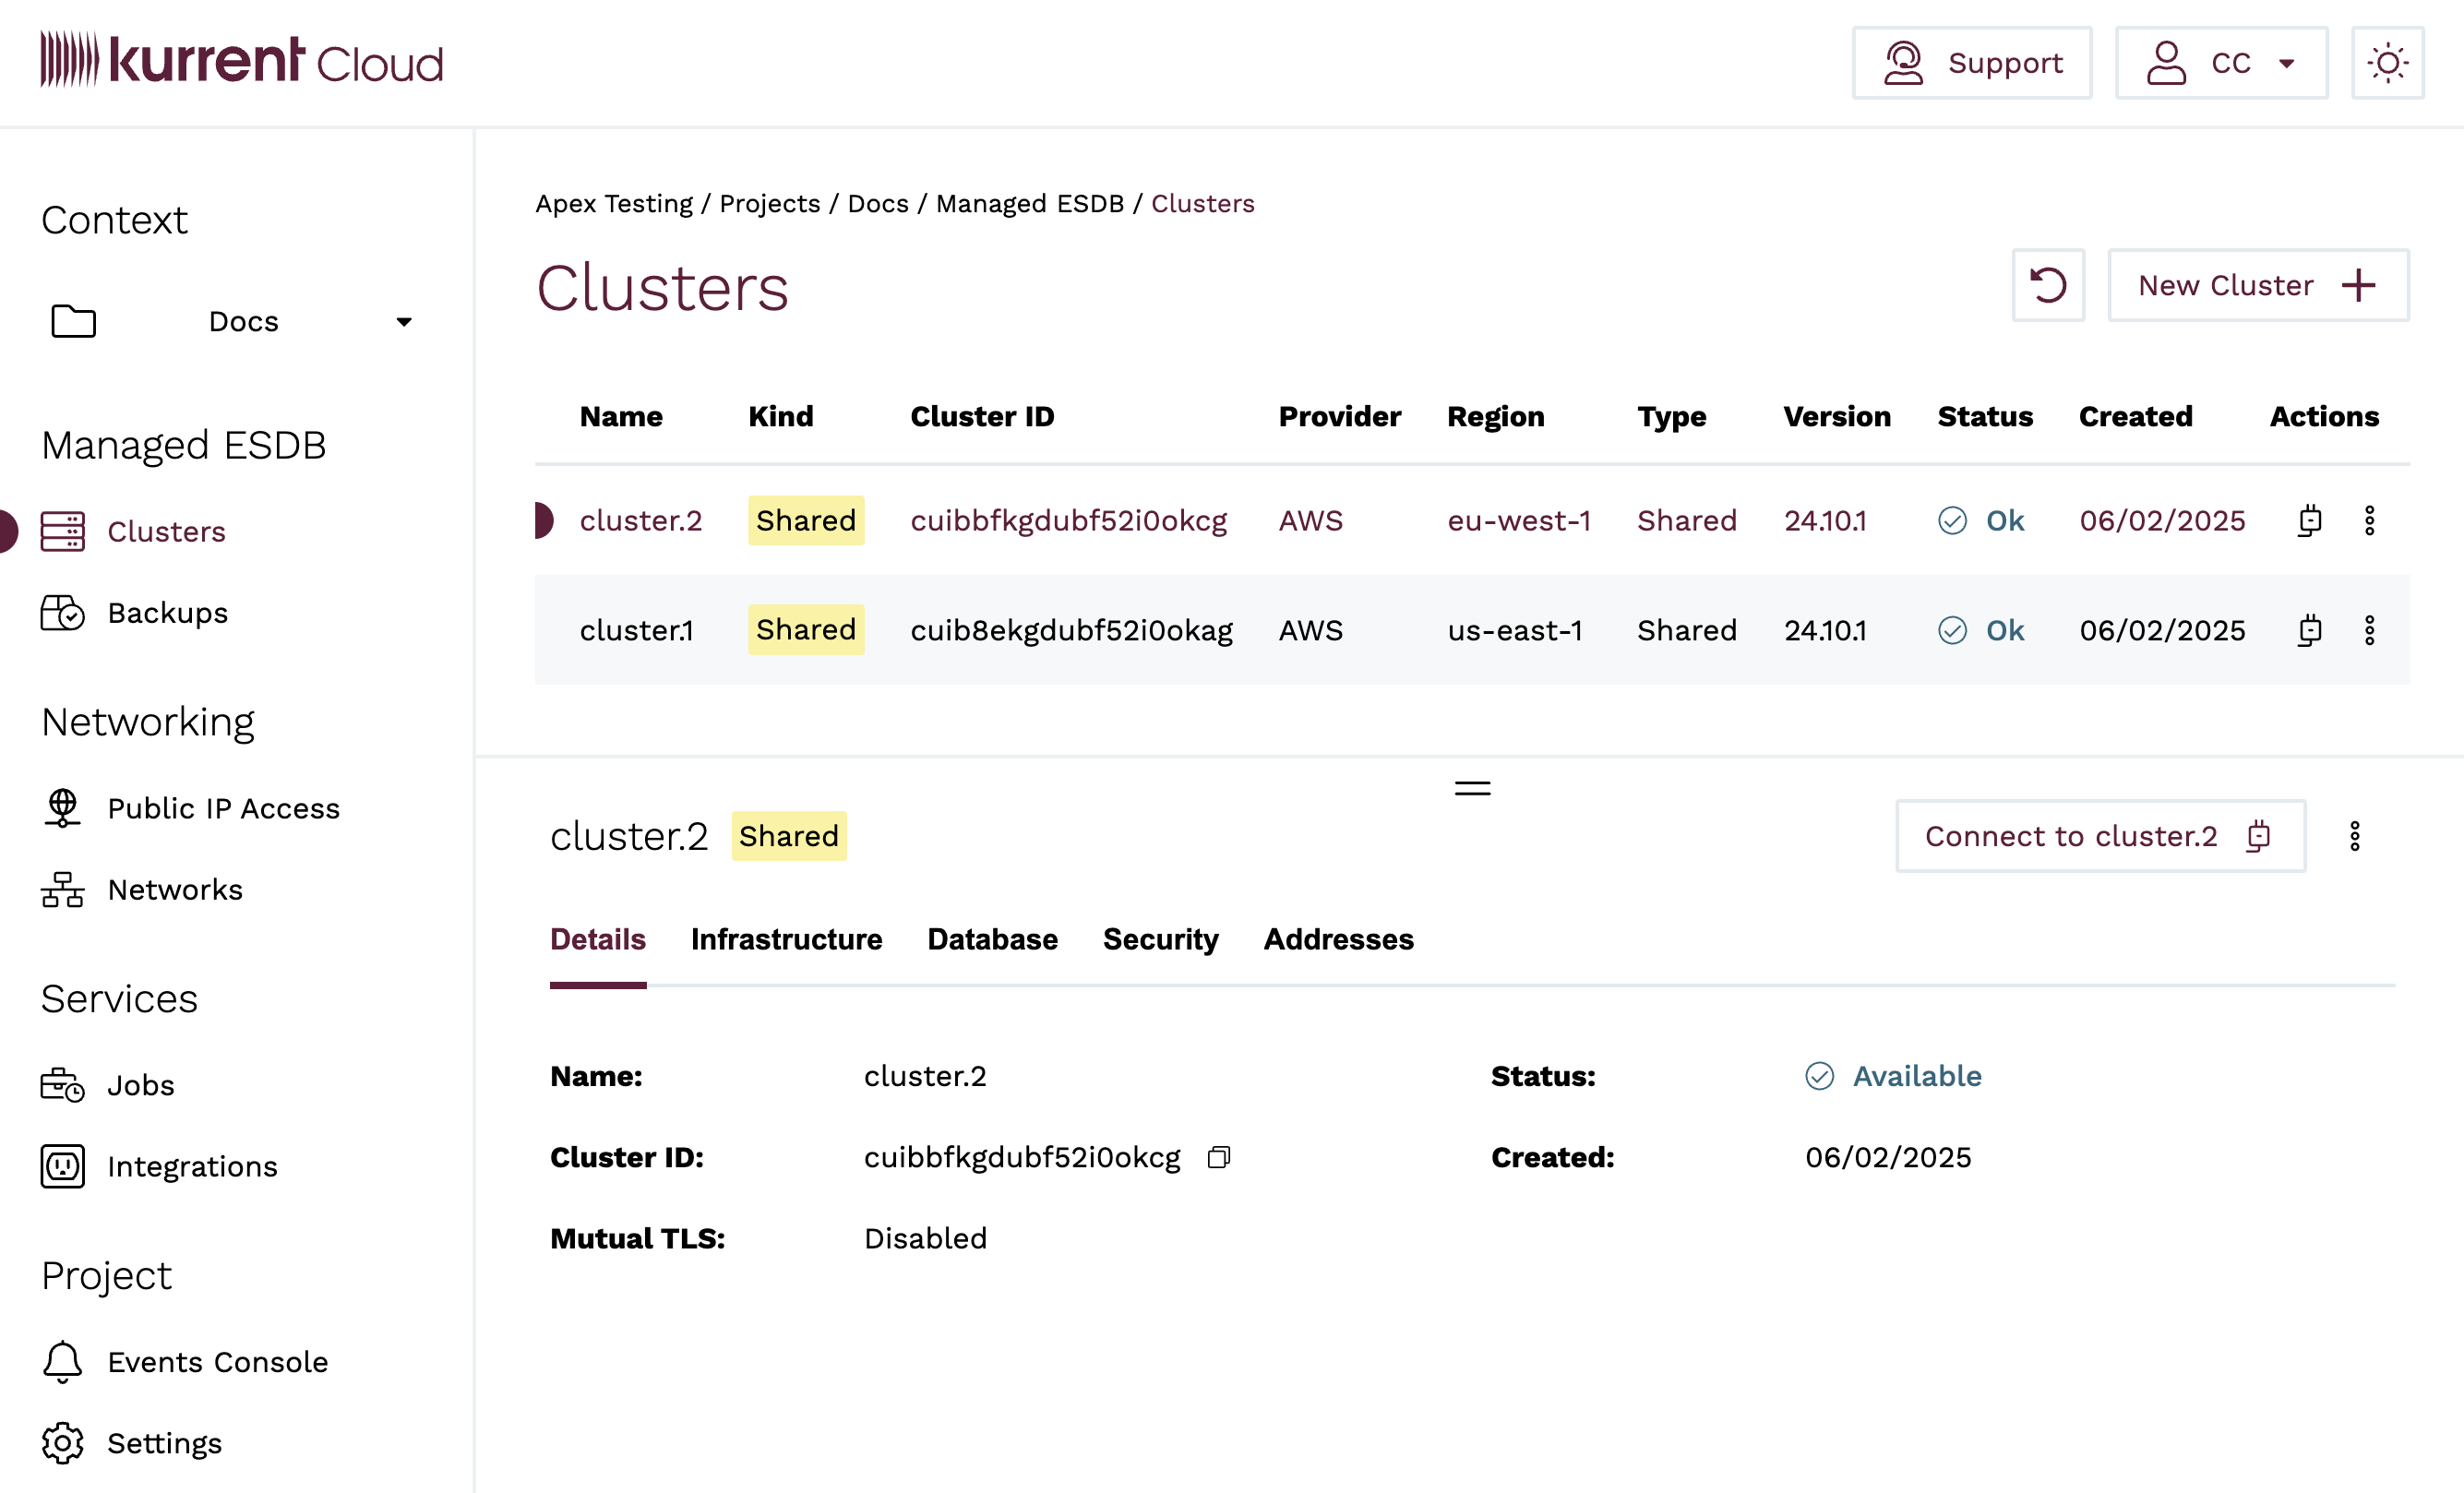 kurrent Cloud
Support
CC
Context
Docs
Managed ESDB
Clusters
Backups
Networking
Public IP Access
Networks
Services
Jobs
Integrations
Project
Events Console
Settings
Apex Testing / Projects / Docs / Managed ESDB / Clusters
Clusters
New Cluster
Name Kind Cluster ID Provider Region Type Version Status Created Actions
cluster.2 Shared cuibbfkgdubf52i0okcg AWS eu-west-1 Shared 24.10.1 Ok 06/02/2025
cluster.1 Shared cuib8ekgdubf52i0okag AWS us-east-1 Shared 24.10.1 Ok 06/02/2025
cluster.2 Shared
Connect to cluster.2
Details Infrastructure Database Security Addresses
Name: cluster.2 Status: Available
Cluster ID: cuibbfkgdubf52i0okcg Created: 06/02/2025
Mutual TLS: Disabled